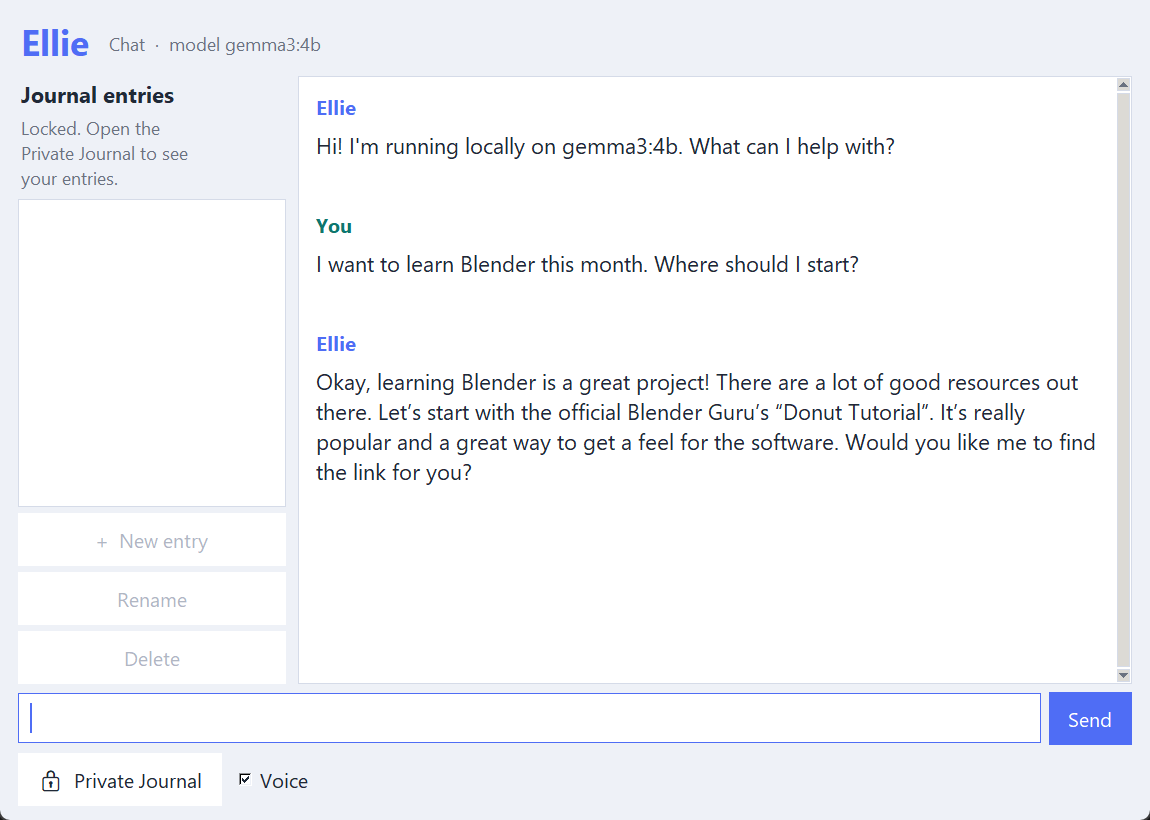 Ellie Chat · model gemma3:4b
Journal entries
Locked. Open the
Private Journal to see
your entries.
+ New entry
Rename
Delete
Ellie
Hi! I'm running locally on gemma3:4b. What can I help with?
You
I want to learn Blender this month. Where should I start?
Ellie
Okay, learning Blender is a great project! There are a lot of good resources out
there. Let’s start with the official Blender Guru’s “Donut Tutorial”. It’s really
popular and a great way to get a feel for the software. Would you like me to find
the link for you?
Send
Private Journal
Voice